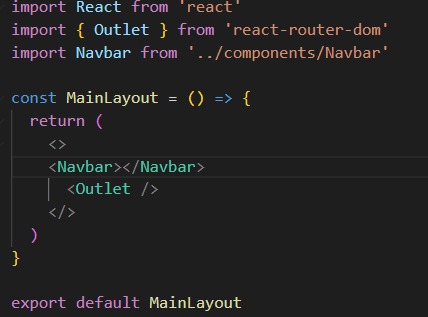 import React from 'react'
import { Outlet } from 'react-router-dom'
import Navbar from '../components/Navbar'

const MainLayout = () => {
  return (
    <>
    <Navbar></Navbar>
      <Outlet />
    </>
  )
}

export default MainLayout